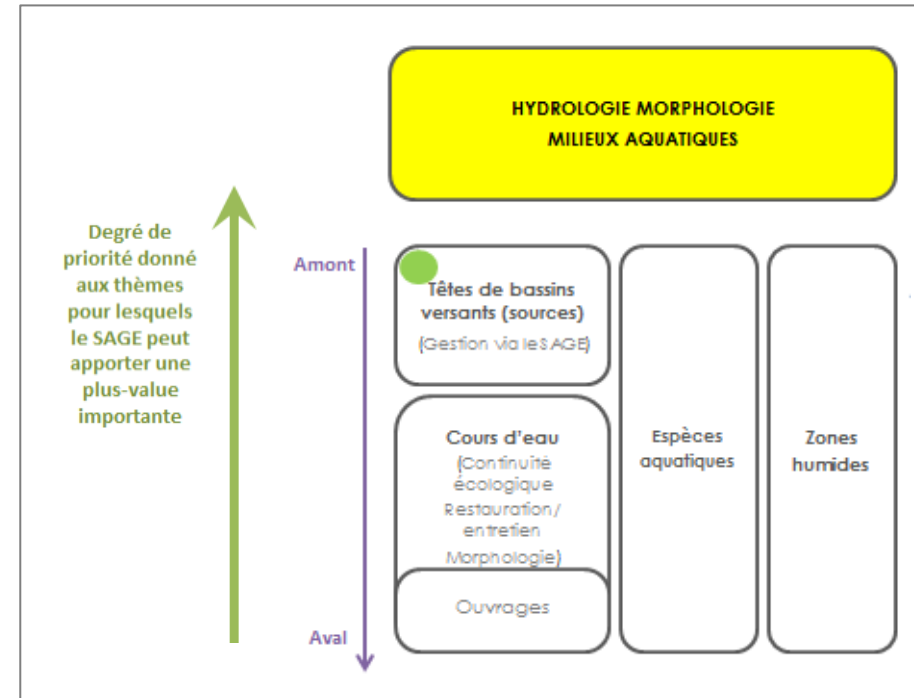 HYDROLOGIE MORPHOLOGIE
MILIEUX AQUATIQUES
Degré de
priorité donné
aux thèmes
pour lesquels
le SAGE peut
apporter une
plus-value
importante
Amont
Aval
Têtes de bassins
versants (sources)
(Gestion via le SAGE)
Cours d'eau
(Continuité
écologique
Restauration/
entretien
Morphologie)
Ouvrages
Espèces
aquatiques
Zones
humides